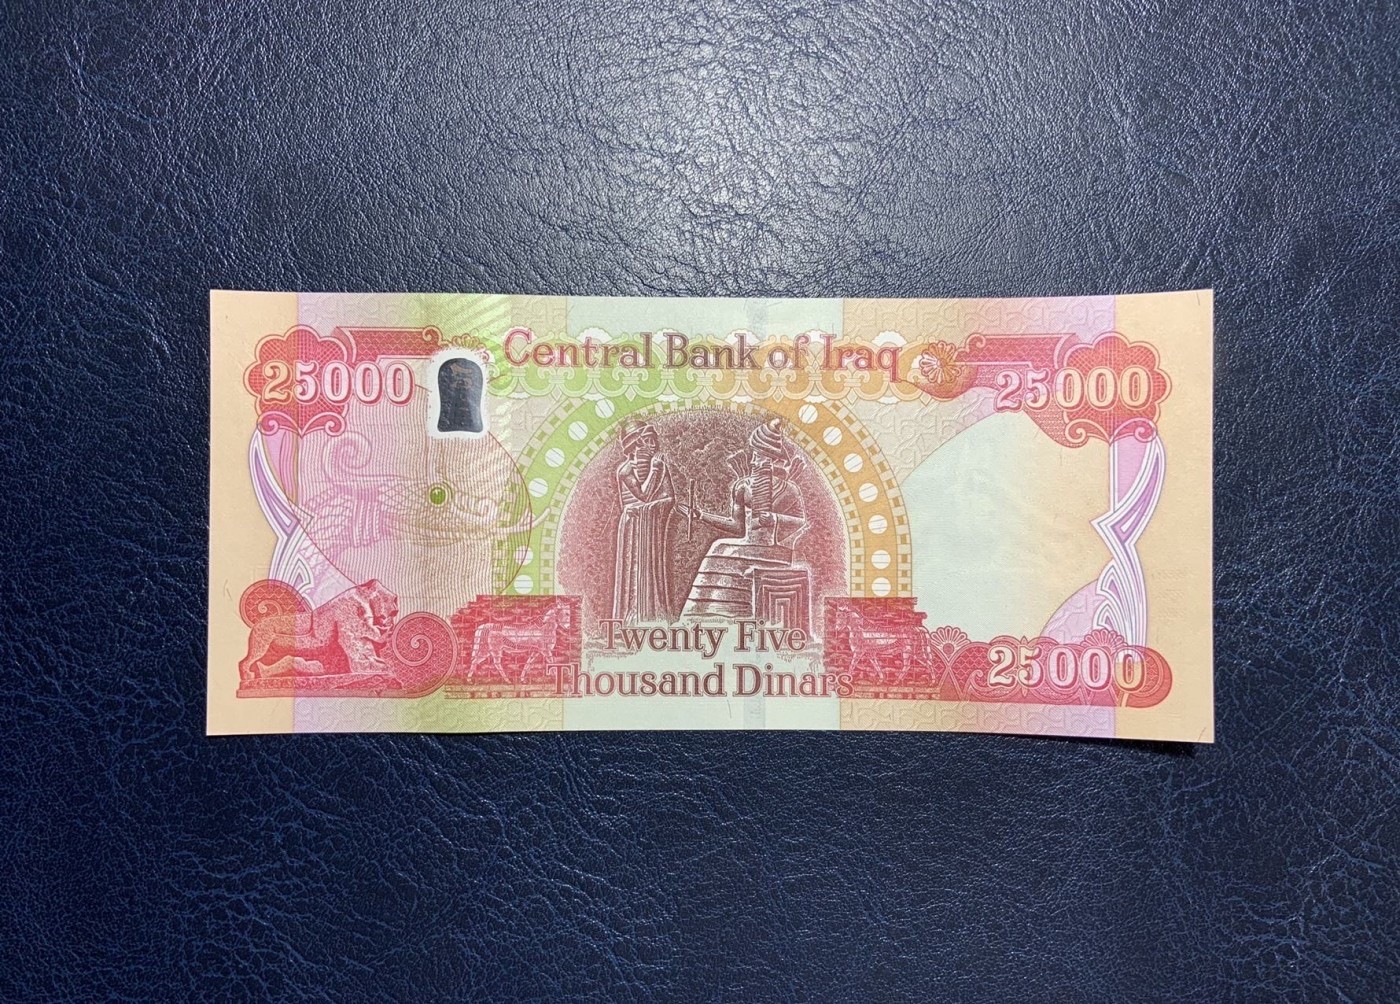 Central Bank of Iraq
25000
25000
Twenty Five
Thousand Dinars
25000